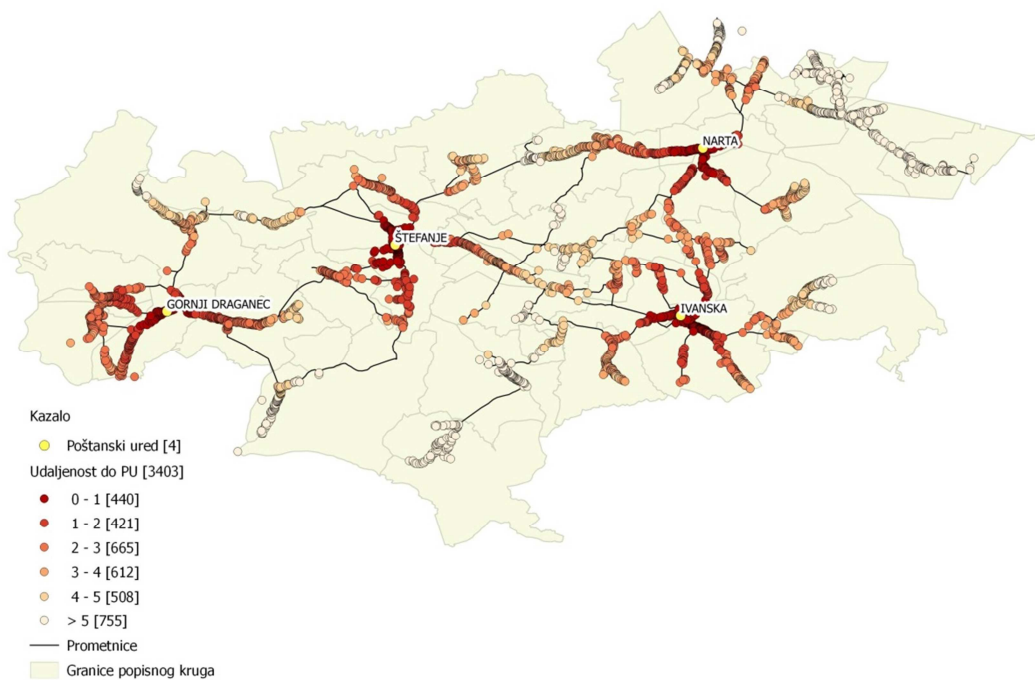 NARTA
ŠTEFANJE
GORNJI DRAGANEC
IVANSKA
Kazalo
Poštanski ured [4]
Udaljenost do PU [3403]
0 - 1 [440]
1 - 2 [421]
2 - 3 [665]
3 - 4 [612]
4 - 5 [508]
> 5 [755]
Prometnice
Granice popisnog kruga